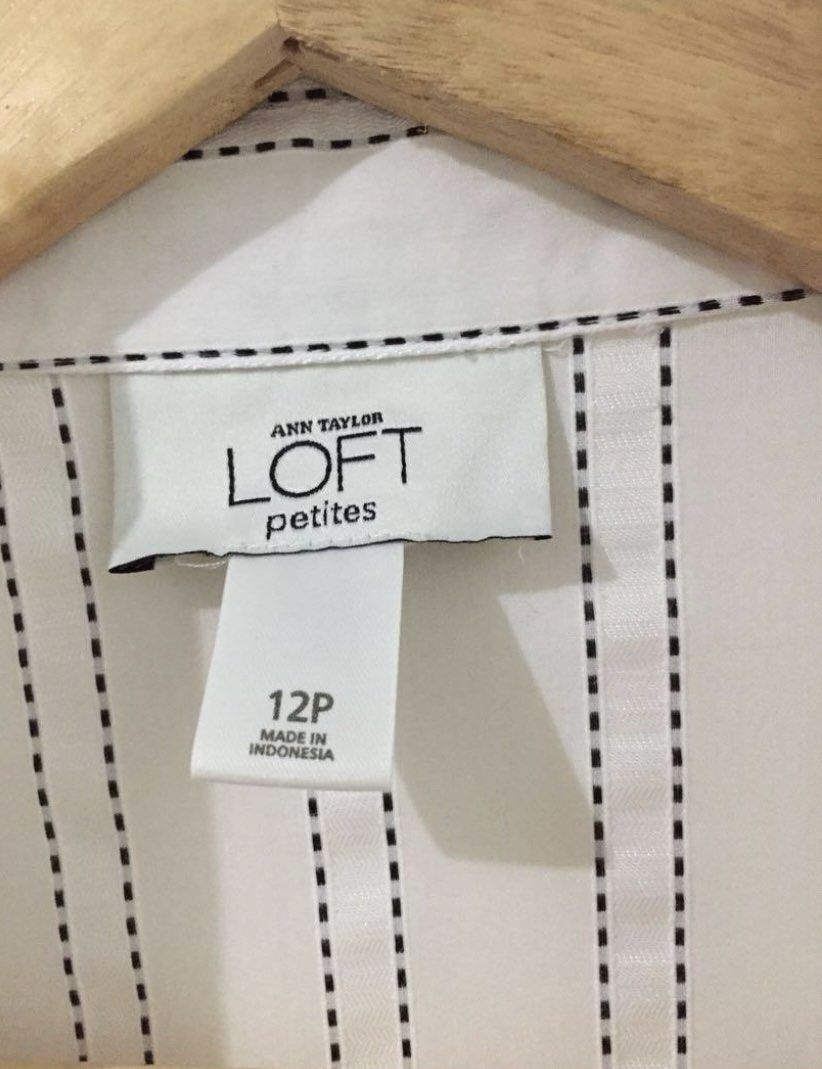 ANN TAYLOR
LOFT
petites
12P
MADE IN
INDONESIA